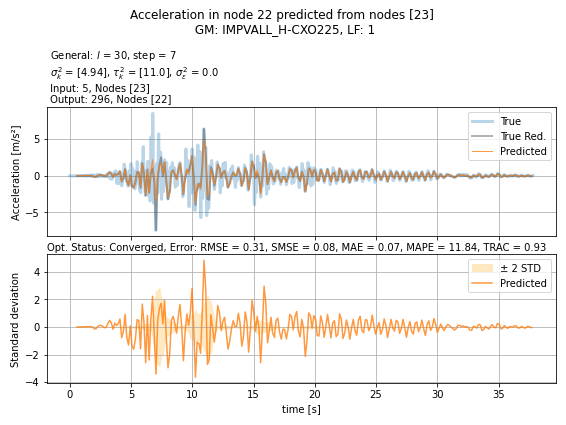 Acceleration in node 22 predicted from nodes [23]
GM: IMPVALL_H-CXO225, LF: 1
General: l = 30, step = 7
σ²ₖ = [4.94], τ²ₖ = [11.0], σ²ε = 0.0
Input: 5, Nodes [23]
Output: 296, Nodes [22]
Acceleration [m/s²]
5
0
−5
True
True Red.
Predicted
Opt. Status: Converged, Error: RMSE = 0.31, SMSE = 0.08, MAE = 0.07, MAPE = 11.84, TRAC = 0.93
Standard deviation
4
2
0
−2
−4
± 2 STD
Predicted
0 5 10 15 20 25 30 35
time [s]